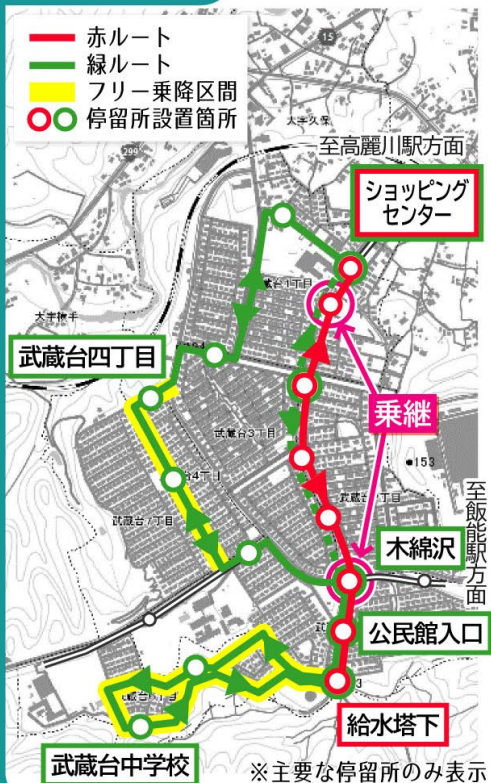 赤ルート
緑ルート
フリー乗降区間
停留所設置箇所
15
大字久保
至高麗川駅方面
299
ショッピング
センター
武蔵台1丁目
大字楡手
武蔵台四丁目
乗継
武蔵台3丁目
153
武蔵台7丁目
至飯能駅方面
木綿沢
公民館入口
給水塔下
武蔵台中学校
※主要な停留所のみ表示